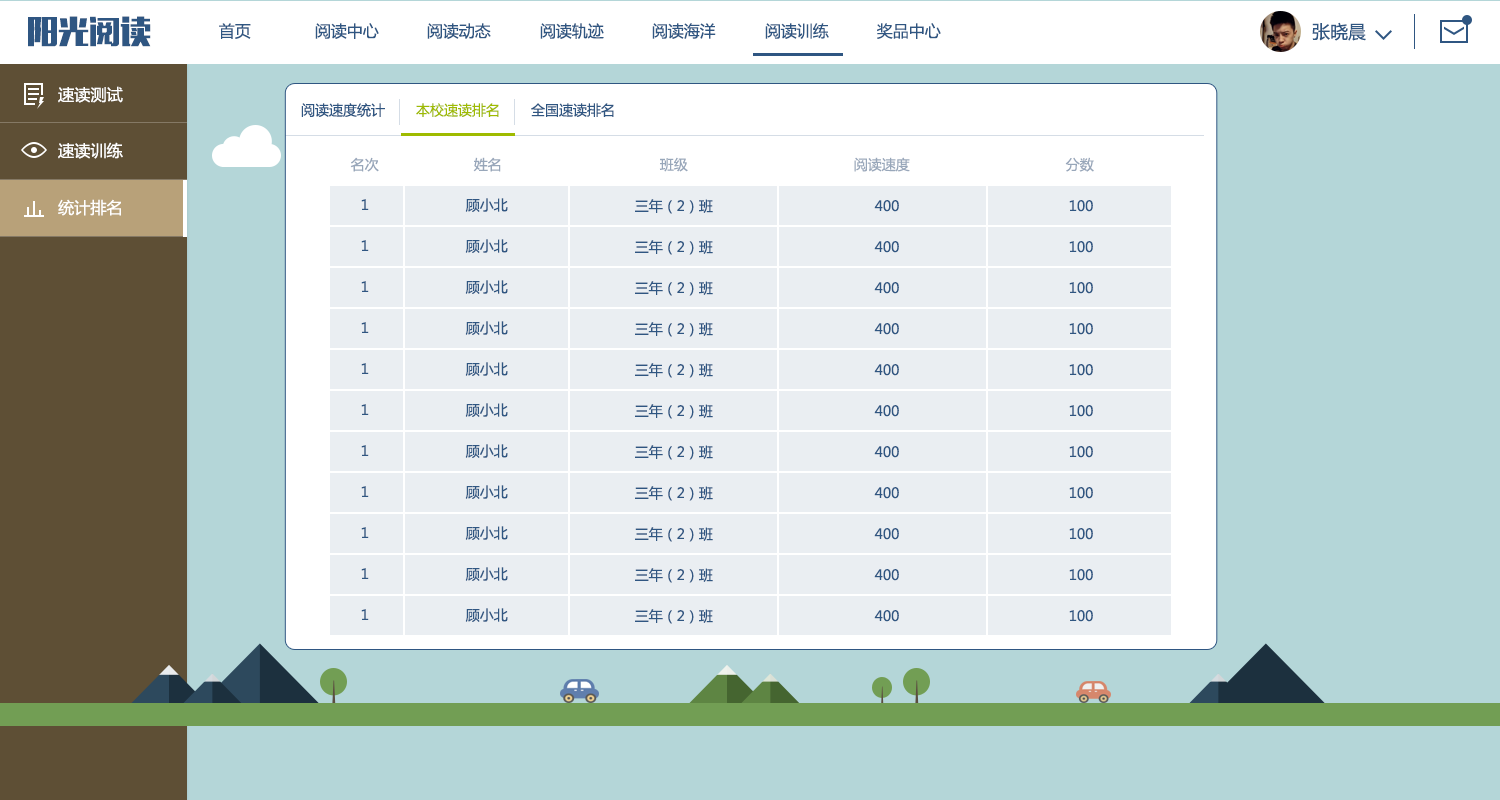 阳光阅读 首页 阅读中心 阅读动态 阅读轨迹 阅读海洋 阅读训练 奖品中心 张晓晨
速读测试
速读训练
统计排名
阅读速度统计 本校速读排名 全国速读排名
名次 姓名 班级 阅读速度 分数
1 顾小北 三年(2)班 400 100
1 顾小北 三年(2)班 400 100
1 顾小北 三年(2)班 400 100
1 顾小北 三年(2)班 400 100
1 顾小北 三年(2)班 400 100
1 顾小北 三年(2)班 400 100
1 顾小北 三年(2)班 400 100
1 顾小北 三年(2)班 400 100
1 顾小北 三年(2)班 400 100
1 顾小北 三年(2)班 400 100
1 顾小北 三年(2)班 400 100